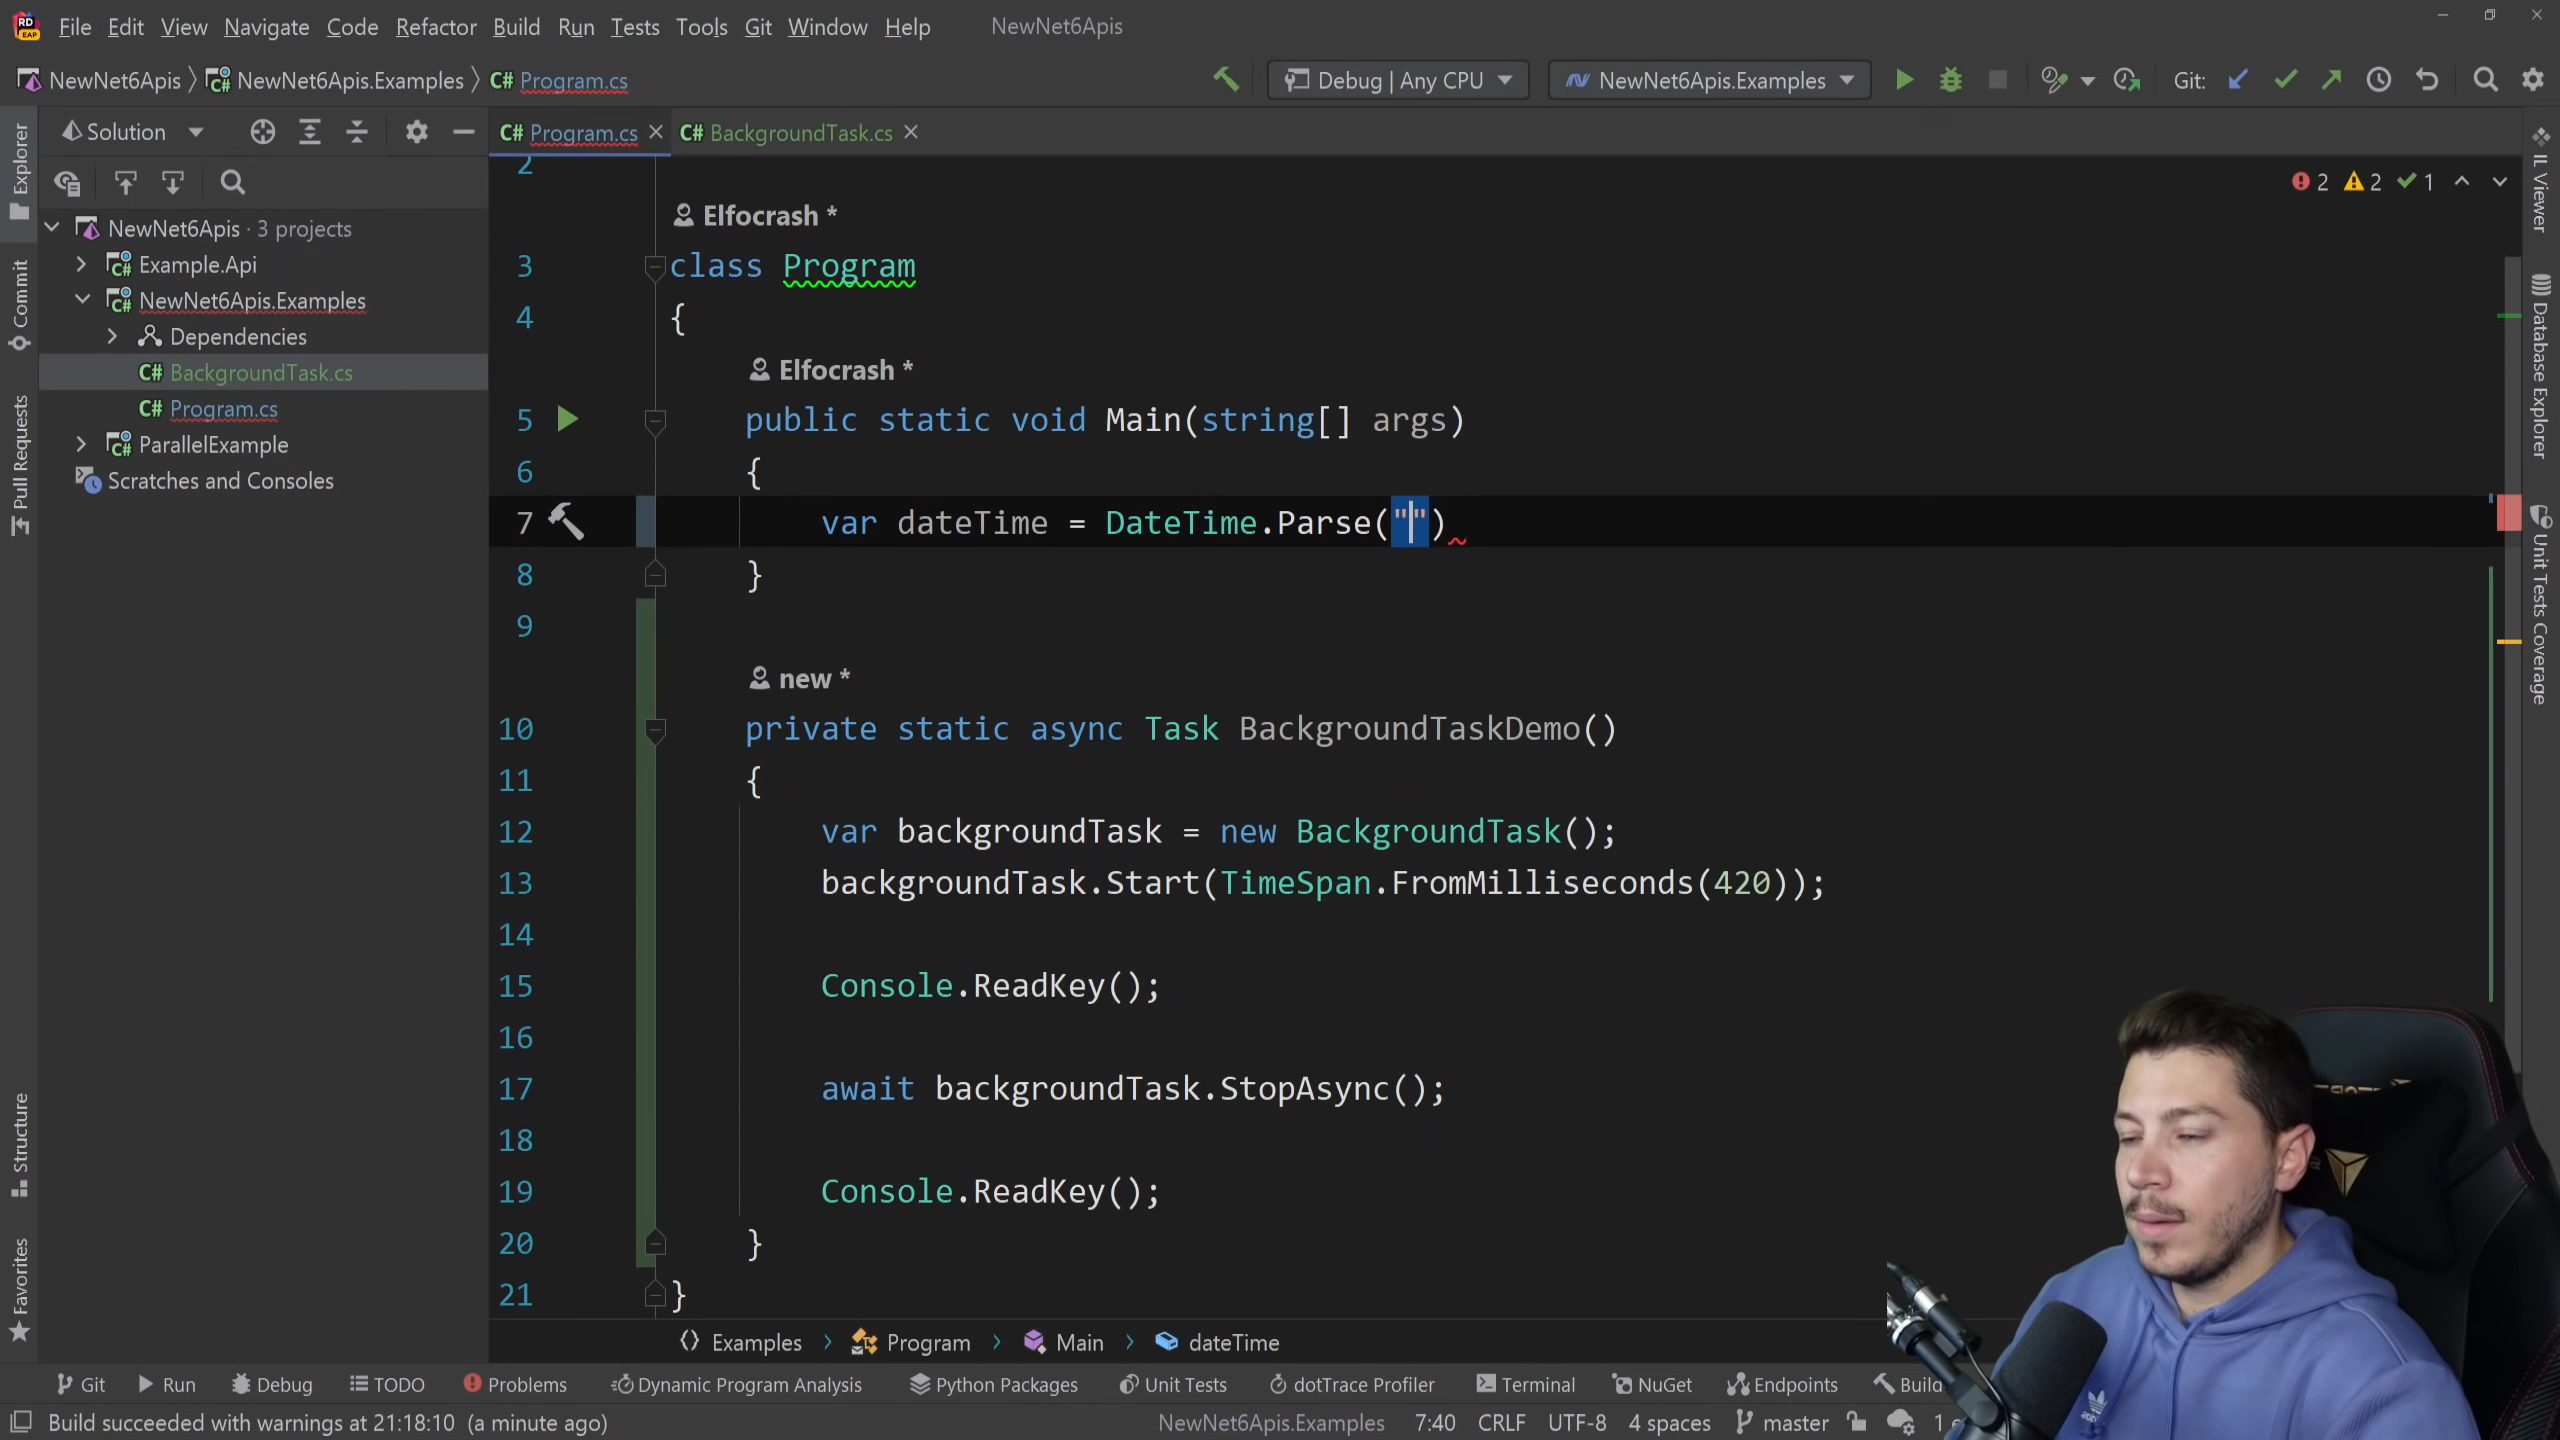 File Edit View Navigate Code Refactor Build Run Tests Tools Git Window Help NewNet6Apis
NewNet6Apis NewNet6Apis.Examples C# Program.cs Debug | Any CPU NewNet6Apis.Examples Git:
Solution
C# Program.cs C# BackgroundTask.cs
Explorer
Commit
Pull Requests
Structure
Favorites
NewNet6Apis · 3 projects
Example.Api
NewNet6Apis.Examples
Dependencies
C# BackgroundTask.cs
C# Program.cs
ParallelExample
Scratches and Consoles
2 2 1
2
Elfocrash *
3 class Program
4 {
Elfocrash *
5 public static void Main(string[] args)
6 {
7 var dateTime = DateTime.Parse("")
8 }
9
new *
10 private static async Task BackgroundTaskDemo()
11 {
12 var backgroundTask = new BackgroundTask();
13 backgroundTask.Start(TimeSpan.FromMilliseconds(420));
14
15 Console.ReadKey();
16
17 await backgroundTask.StopAsync();
18
19 Console.ReadKey();
20 }
21 }
IL Viewer
Database Explorer
Unit Tests Coverage
Examples Program Main dateTime
Git Run Debug TODO Problems Dynamic Program Analysis Python Packages Unit Tests dotTrace Profiler Terminal NuGet Endpoints Build
Build succeeded with warnings at 21:18:10 (a minute ago) NewNet6Apis.Examples 7:40 CRLF UTF-8 4 spaces master